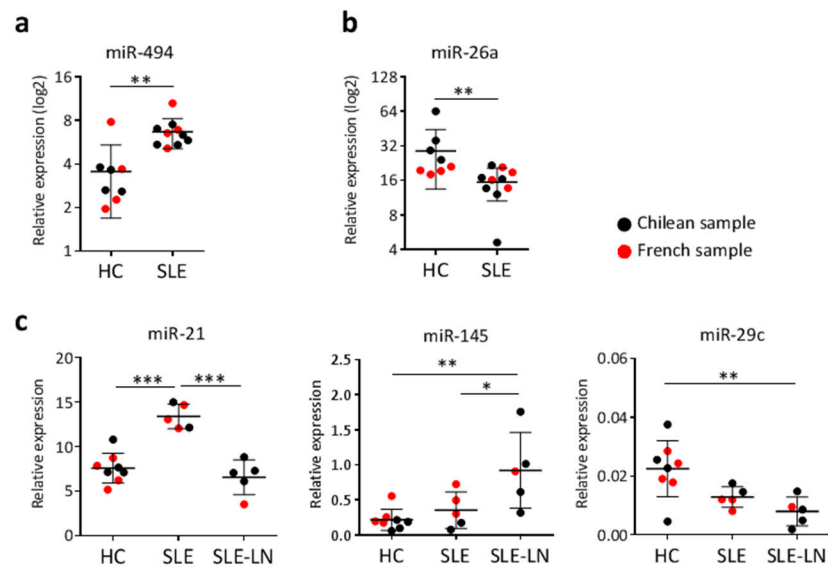 a
miR-494
**
Relative expression (log2)
16
8
4
2
1
HC SLE
b
miR-26a
**
Relative expression (log2)
128
64
32
16
8
4
HC SLE
Chilean sample
French sample
c
miR-21
*** ***
Relative expression
20
15
10
5
0
HC SLE SLE-LN
miR-145
**
*
Relative expression
2.5
2.0
1.5
1.0
0.5
0.0
HC SLE SLE-LN
miR-29c
**
Relative expression
0.06
0.04
0.02
0.00
HC SLE SLE-LN